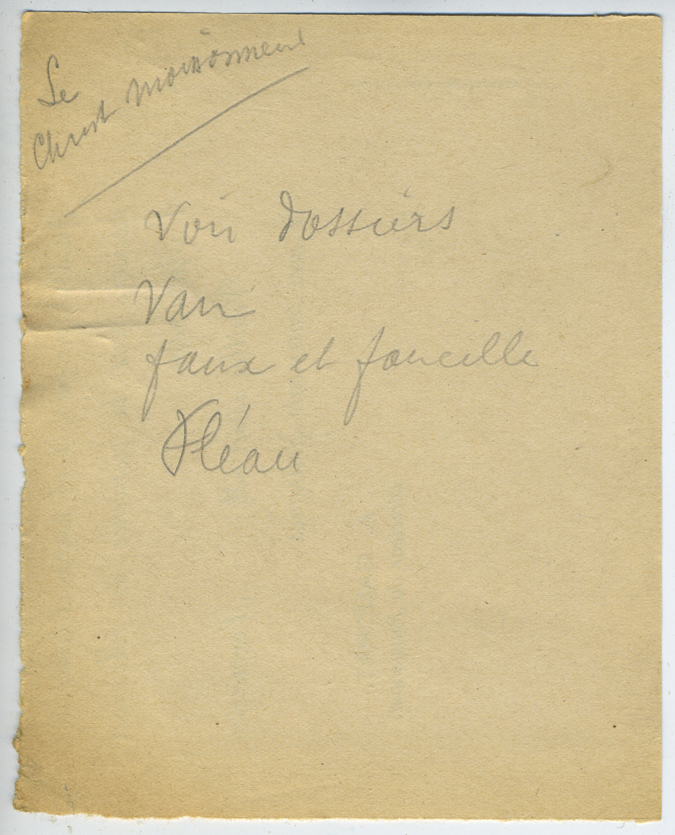 Le
Christ moissonneur
Voir dossiers
Van
faux et faucille
Fléau